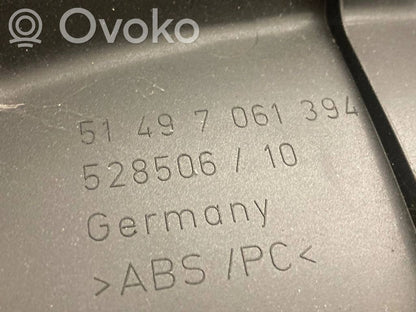 Ovoko
51 49 7 061 394
528506 / 10
Germany
>ABS /PC<